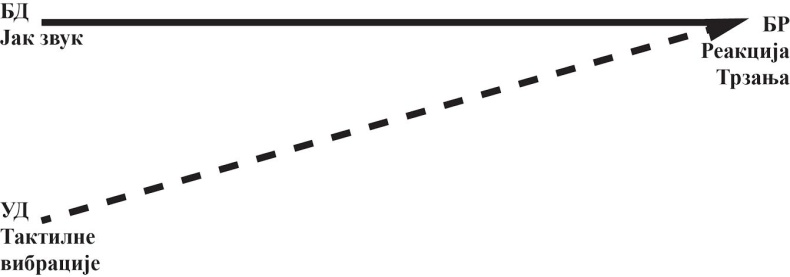 БД
Јак звук
БР
Реакција
Трзања
УД
Тактилне
вибрације